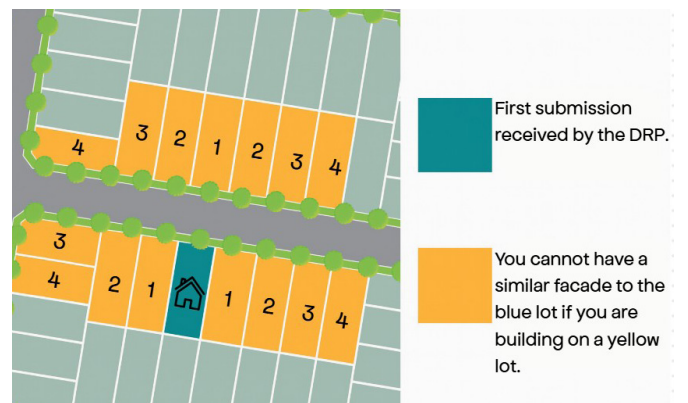 3 2 1 2 3 4
4
3
4
2 1 1 2 3 4
First submission
received by the DRP.
You cannot have a
similar facade to the
blue lot if you are
building on a yellow
lot.